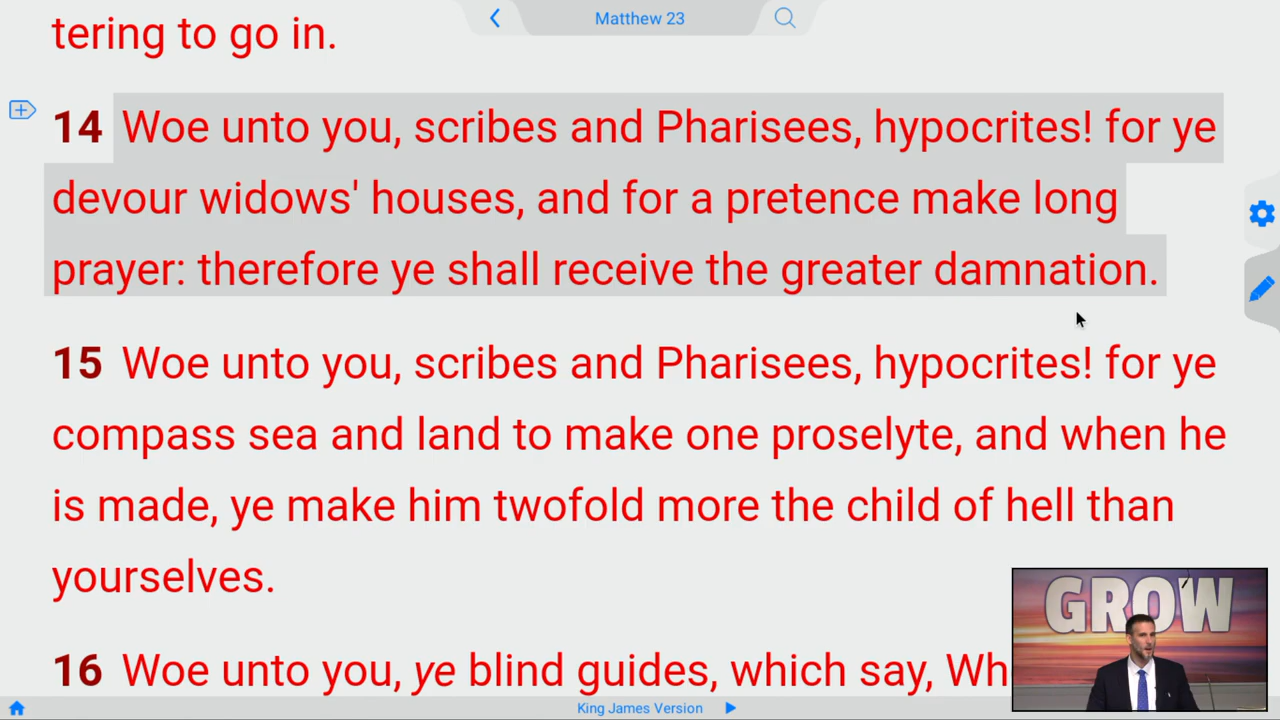 Matthew 23
tering to go in.
14 Woe unto you, scribes and Pharisees, hypocrites! for ye
devour widows' houses, and for a pretence make long
prayer: therefore ye shall receive the greater damnation.
15 Woe unto you, scribes and Pharisees, hypocrites! for ye
compass sea and land to make one proselyte, and when he
is made, ye make him twofold more the child of hell than
yourselves.
16 Woe unto you, ye blind guides, which say, Wh
GROW
King James Version